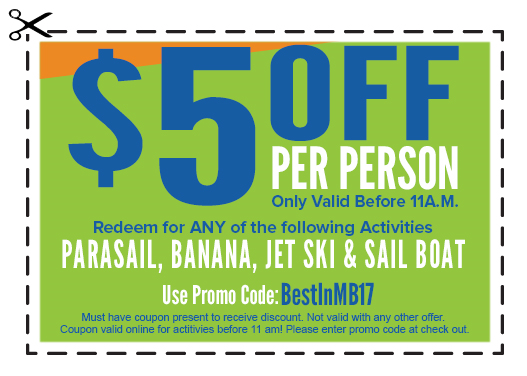 $5 OFF
PER PERSON
Only Valid Before 11A.M.
Redeem for ANY of the following Activities
PARASAIL, BANANA, JET SKI & SAIL BOAT
Use Promo Code: BestInMB17
Must have coupon present to receive discount. Not valid with any other offer.
Coupon valid online for actitivies before 11 am! Please enter promo code at check out.